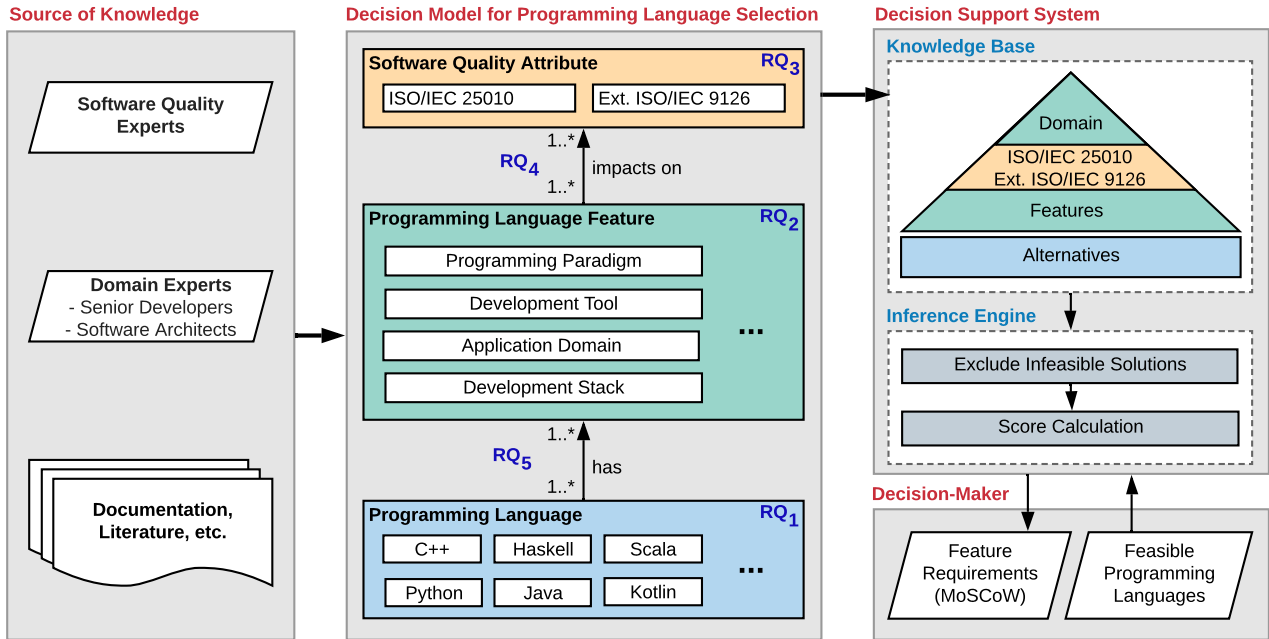 Source of Knowledge
Software Quality
Experts
Domain Experts
- Senior Developers
- Software Architects
Documentation,
Literature, etc.
Decision Model for Programming Language Selection
Software Quality Attribute
RQ3
ISO/IEC 25010
Ext. ISO/IEC 9126
1..*
RQ4
impacts on
1..*
Programming Language Feature
RQ2
Programming Paradigm
Development Tool
...
Application Domain
Development Stack
1..*
RQ5
has
1..*
Programming Language
RQ1
C++
Haskell
Scala
...
Python
Java
Kotlin
Decision Support System
Knowledge Base
Domain
ISO/IEC 25010
Ext. ISO/IEC 9126
Features
Alternatives
Inference Engine
Exclude Infeasible Solutions
Score Calculation
Decision-Maker
Feature
Requirements
(MoSCoW)
Feasible
Programming
Languages